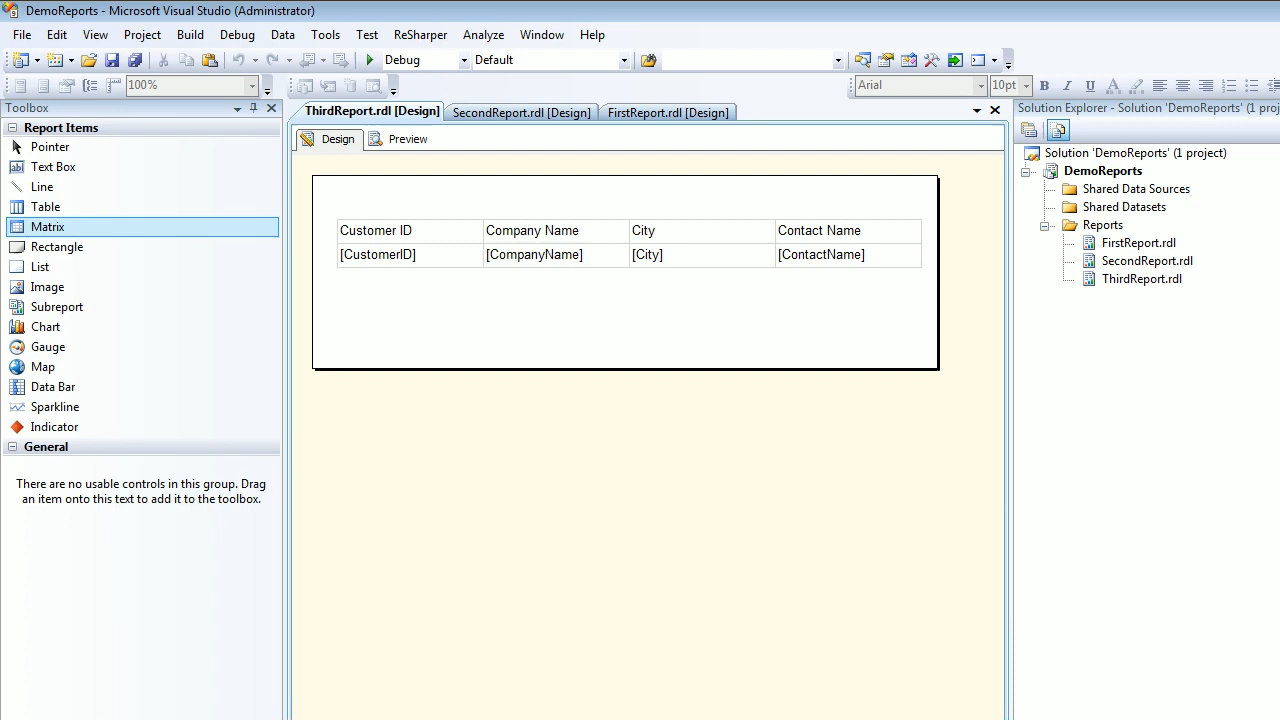 DemoReports - Microsoft Visual Studio (Administrator)
File Edit View Project Build Debug Data Tools Test ReSharper Analyze Window Help
Debug Default
100% Arial 10pt B I U A
Toolbox
Report Items
Pointer
Text Box
Line
Table
Matrix
Rectangle
List
Image
Subreport
Chart
Gauge
Map
Data Bar
Sparkline
Indicator
General
There are no usable controls in this group. Drag
an item onto this text to add it to the toolbox.
ThirdReport.rdl [Design] SecondReport.rdl [Design] FirstReport.rdl [Design]
Design Preview
Customer ID Company Name City Contact Name
[CustomerID] [CompanyName] [City] [ContactName]
Solution Explorer - Solution 'DemoReports' (1 proj
Solution 'DemoReports' (1 project)
DemoReports
Shared Data Sources
Shared Datasets
Reports
FirstReport.rdl
SecondReport.rdl
ThirdReport.rdl